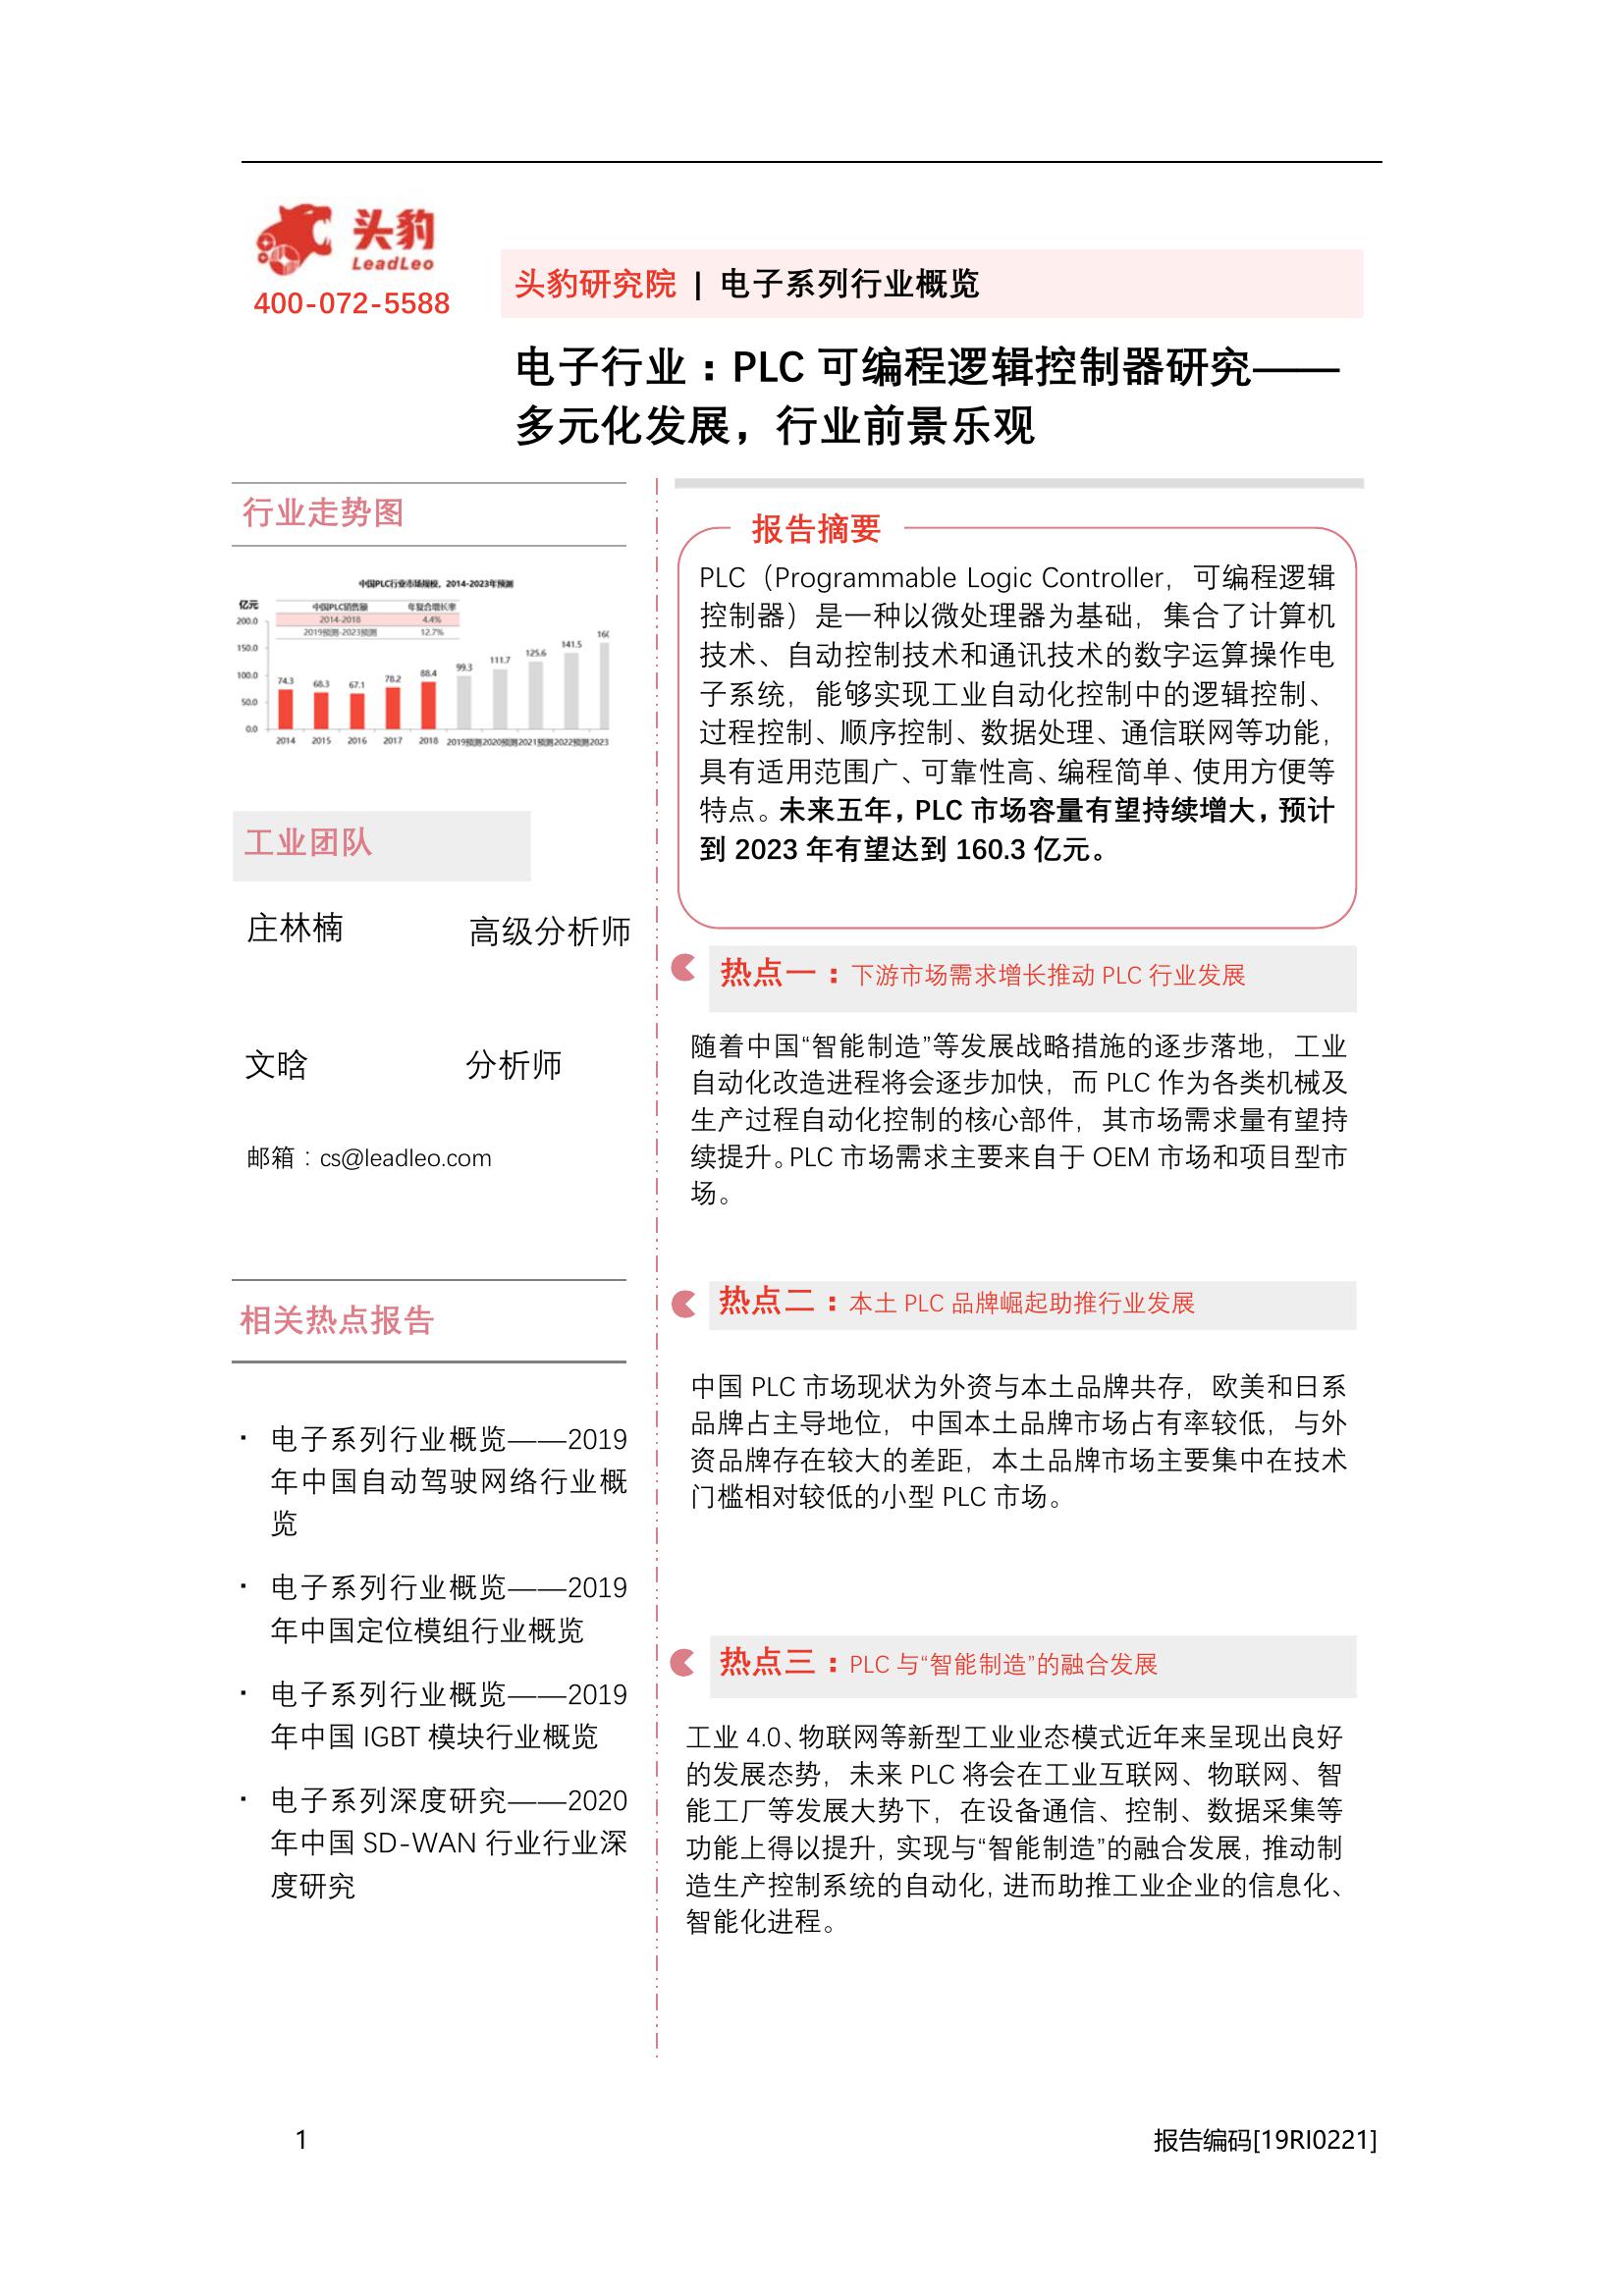 头豹
LeadLeo
400-072-5588
头豹研究院 | 电子系列行业概览
电子行业：PLC 可编程逻辑控制器研究——
多元化发展，行业前景乐观
行业走势图
中国PLC行业市场规模，2014-2023年预测
亿元
中国PLC销售额 年复合增长率
2014-2018 4.4%
2019预测-2023预测 12.7%
200.0
150.0
100.0
50.0
0.0
74.3 68.3 67.1 78.2 88.4 99.3 111.7 125.6 141.5
2014 2015 2016 2017 2018 2019预测 2020预测 2021预测 2022预测 2023
工业团队
庄林楠 高级分析师
文晗 分析师
邮箱：cs@leadleo.com
相关热点报告
· 电子系列行业概览——2019
年中国自动驾驶网络行业概
览
· 电子系列行业概览——2019
年中国定位模组行业概览
· 电子系列行业概览——2019
年中国 IGBT 模块行业概览
· 电子系列深度研究——2020
年中国 SD-WAN 行业行业深
度研究
报告摘要
PLC（Programmable Logic Controller，可编程逻辑
控制器）是一种以微处理器为基础，集合了计算机
技术、自动控制技术和通讯技术的数字运算操作电
子系统，能够实现工业自动化控制中的逻辑控制、
过程控制、顺序控制、数据处理、通信联网等功能，
具有适用范围广、可靠性高、编程简单、使用方便等
特点。未来五年，PLC 市场容量有望持续增大，预计
到 2023 年有望达到 160.3 亿元。
热点一：下游市场需求增长推动 PLC 行业发展
随着中国“智能制造”等发展战略措施的逐步落地，工业
自动化改造进程将会逐步加快，而 PLC 作为各类机械及
生产过程自动化控制的核心部件，其市场需求量有望持
续提升。PLC 市场需求主要来自于 OEM 市场和项目型市
场。
热点二：本土 PLC 品牌崛起助推行业发展
中国 PLC 市场现状为外资与本土品牌共存，欧美和日系
品牌占主导地位，中国本土品牌市场占有率较低，与外
资品牌存在较大的差距，本土品牌市场主要集中在技术
门槛相对较低的小型 PLC 市场。
热点三：PLC 与“智能制造”的融合发展
工业 4.0、物联网等新型工业业态模式近年来呈现出良好
的发展态势，未来 PLC 将会在工业互联网、物联网、智
能工厂等发展大势下，在设备通信、控制、数据采集等
功能上得以提升，实现与“智能制造”的融合发展，推动制
造生产控制系统的自动化，进而助推工业企业的信息化、
智能化进程。
1
报告编码[19RI0221]